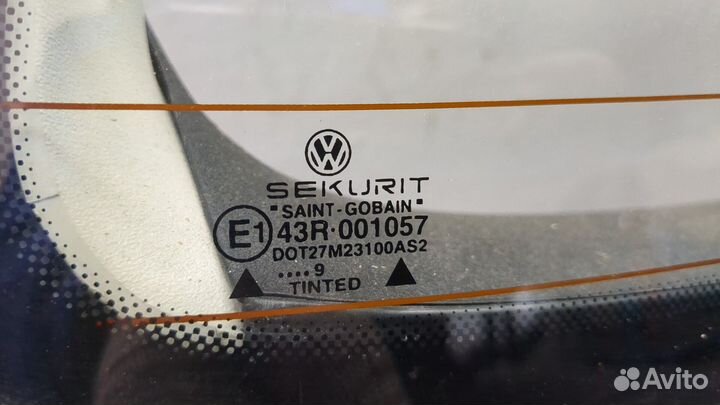 SEKURIT
SAINT-GOBAIN
E1 43R·001057
DOT27M23100AS2
....9
TINTED
Avito